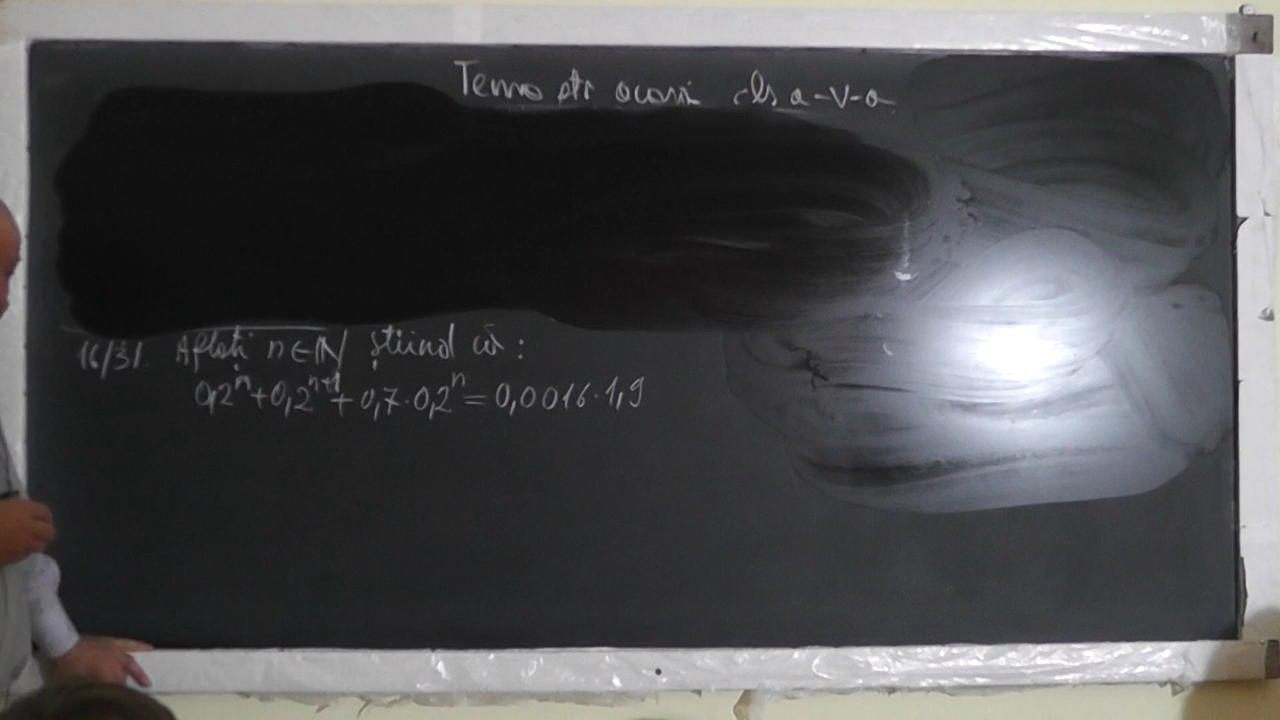 Tema ptr acasă cls a-V-a
16/31. Aflați n∈ℕ știind că:
0,2ⁿ+0,2ⁿ⁺¹+0,7·0,2ⁿ=0,0016·1,9